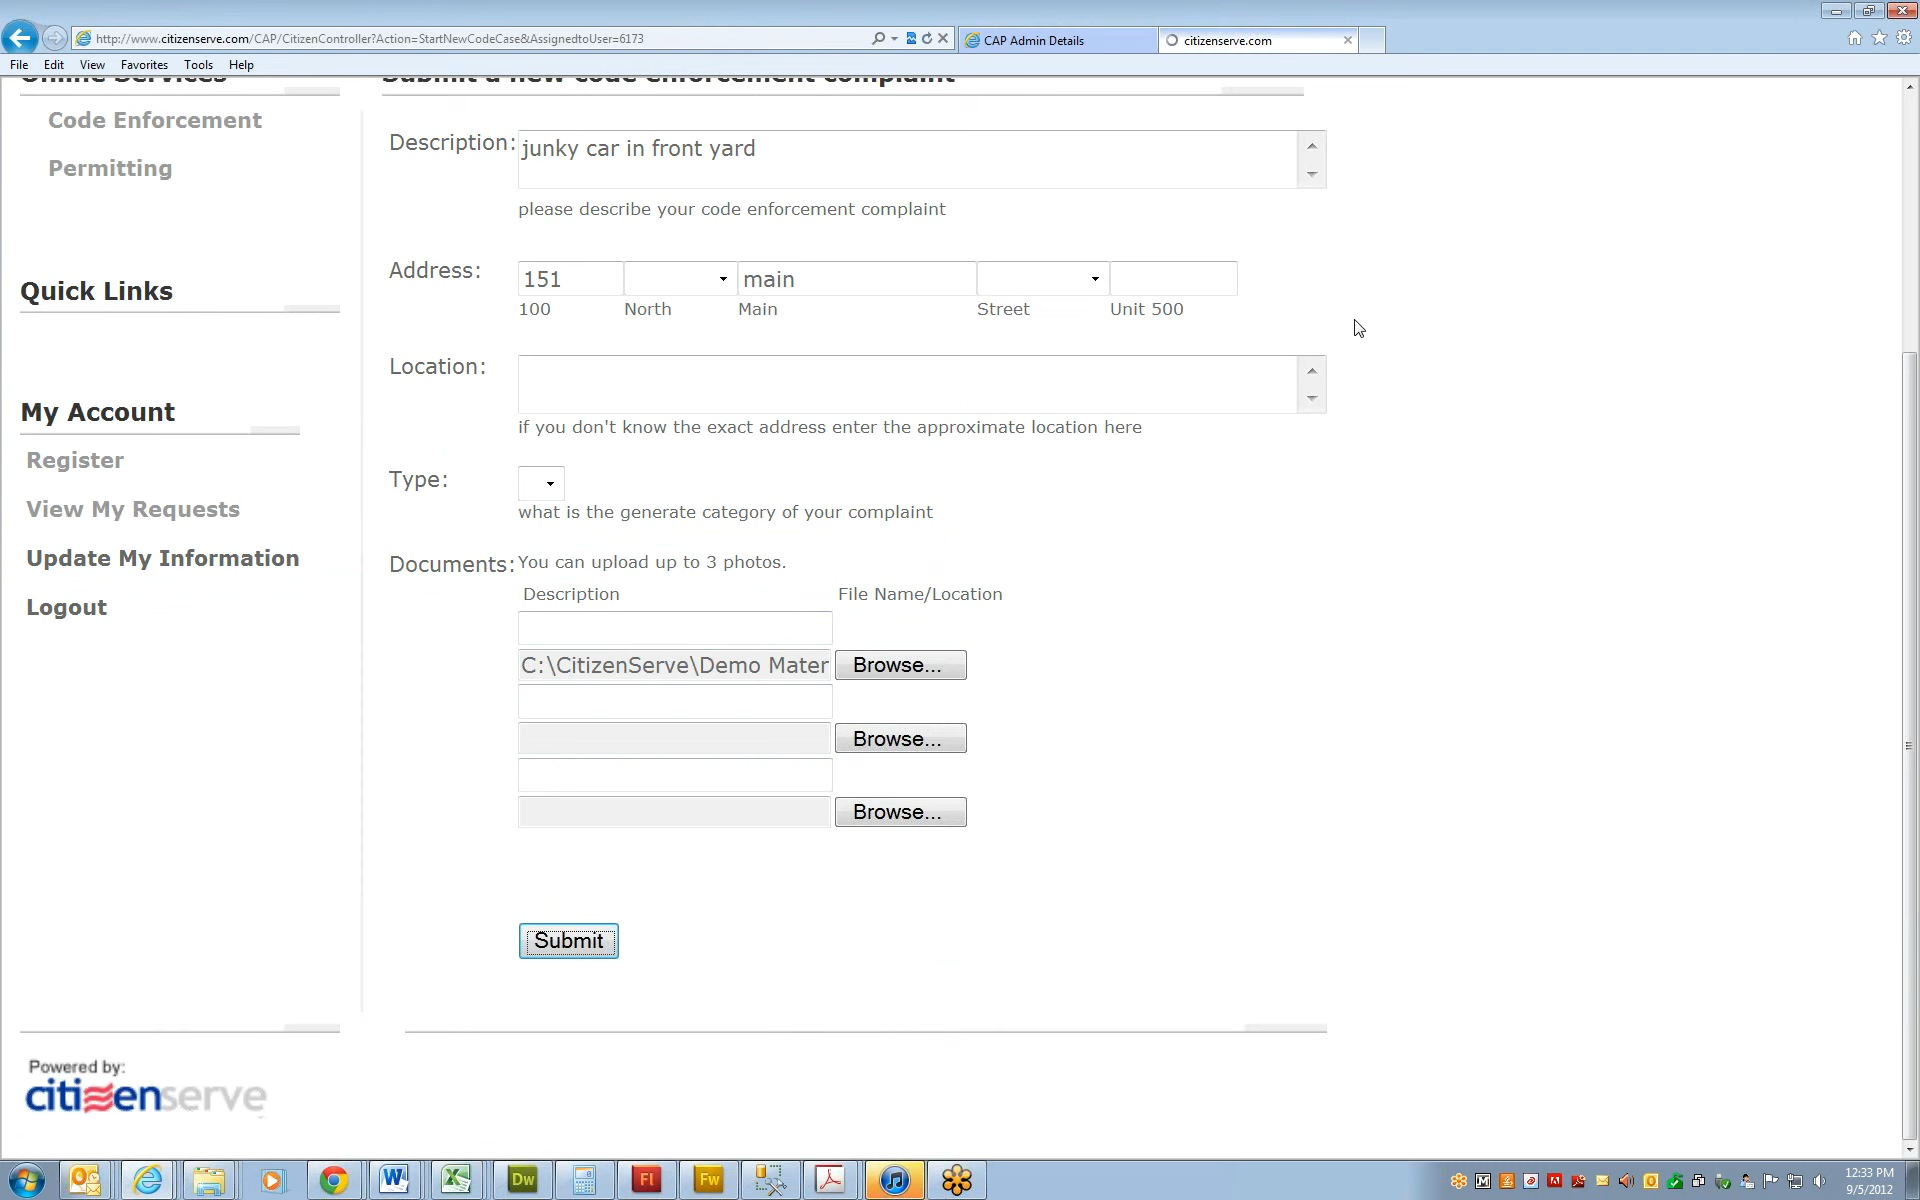 http://www.citizenserve.com/CAP/CitizenController?Action=StartNewCodeCase&AssignedtoUser=6173
CAP Admin Details
citizenserve.com
File Edit View Favorites Tools Help
Online Services
Submit a new code enforcement complaint
Code Enforcement
Permitting
Quick Links
My Account
Register
View My Requests
Update My Information
Logout
Description: junky car in front yard
please describe your code enforcement complaint
Address: 151 main
100 North Main Street Unit 500
Location:
if you don't know the exact address enter the approximate location here
Type:
what is the generate category of your complaint
Documents: You can upload up to 3 photos.
Description File Name/Location
C:\CitizenServe\Demo Mater Browse...
Browse...
Browse...
Submit
Powered by:
citizenserve
Dw Fl Fw
12:33 PM
9/5/2012